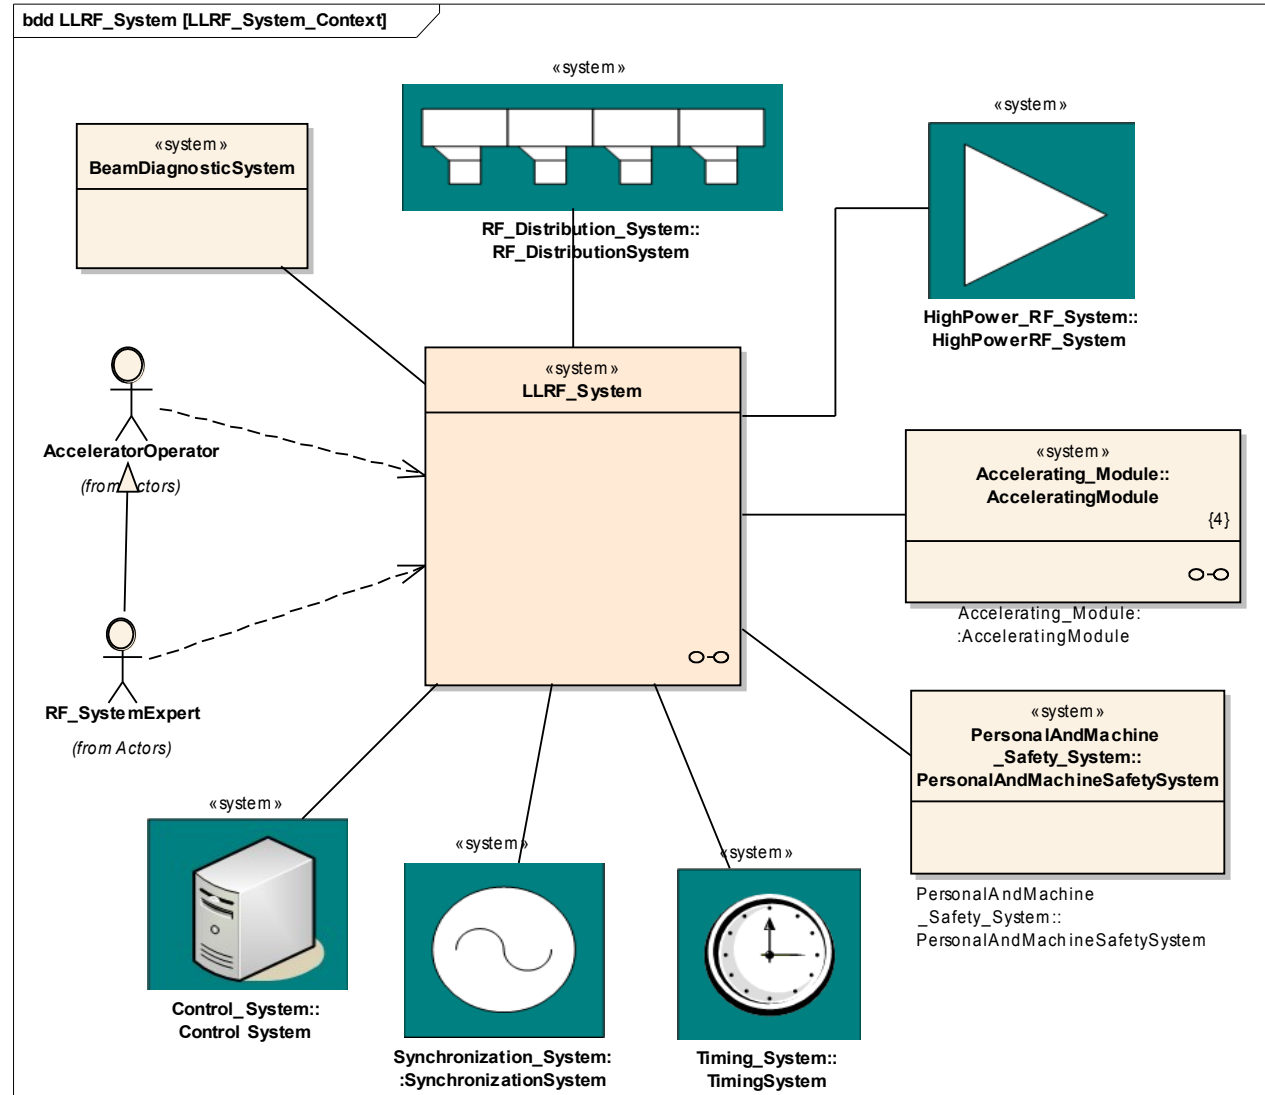 bdd LLRF_System [LLRF_System_Context]
«system»
«system»
«system»
BeamDiagnosticSystem
RF_Distribution_System::
RF_DistributionSystem
HighPower_RF_System::
HighPowerRF_System
«system»
LLRF_System
AcceleratorOperator
(from Actors)
«system»
Accelerating_Module::
AcceleratingModule
{4}
Accelerating_Module:
:AcceleratingModule
RF_SystemExpert
(from Actors)
«system»
PersonalAndMachine
_Safety_System::
PersonalAndMachineSafetySystem
PersonalAndMachine
_Safety_System::
PersonalAndMachineSafetySystem
«system»
Control_System::
Control System
«system»
Synchronization_System:
:SynchronizationSystem
«system»
Timing_System::
TimingSystem